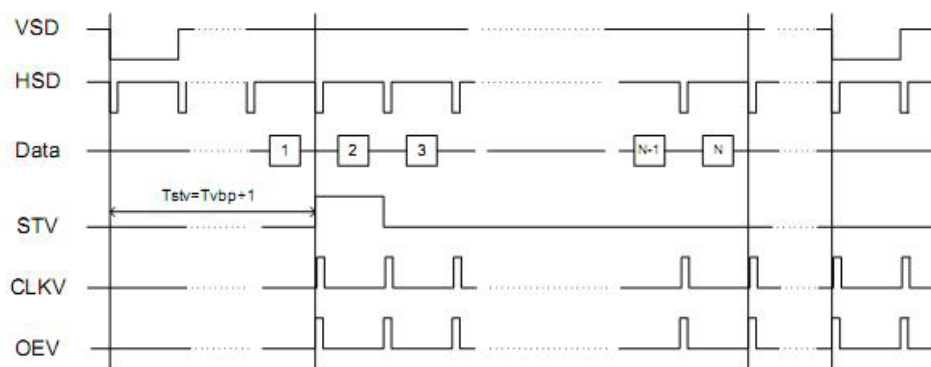 VSD
HSD
Data 1 2 3 N-1 N
Tstv=Tvbp+1
STV
CLKV
OEV